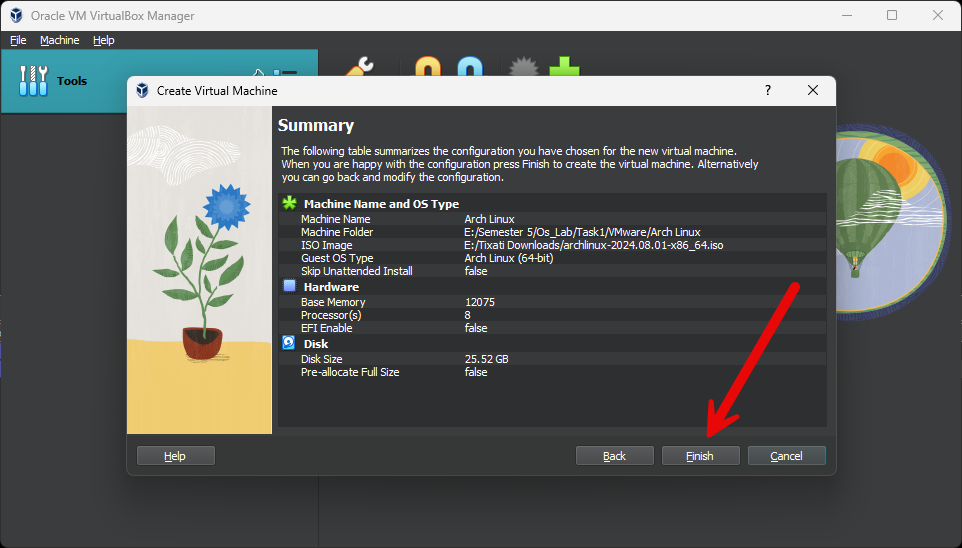 Oracle VM VirtualBox Manager
File Machine Help
Tools
Create Virtual Machine
?
Summary
The following table summarizes the configuration you have chosen for the new virtual machine.
When you are happy with the configuration press Finish to create the virtual machine. Alternatively
you can go back and modify the configuration.
Machine Name and OS Type
Machine Name Arch Linux
Machine Folder E:/Semester 5/Os_Lab/Task1/VMware/Arch Linux
ISO Image E:/Tixati Downloads/archlinux-2024.08.01-x86_64.iso
Guest OS Type Arch Linux (64-bit)
Skip Unattended Install false
Hardware
Base Memory 12075
Processor(s) 8
EFI Enable false
Disk
Disk Size 25.52 GB
Pre-allocate Full Size false
Help Back Finish Cancel